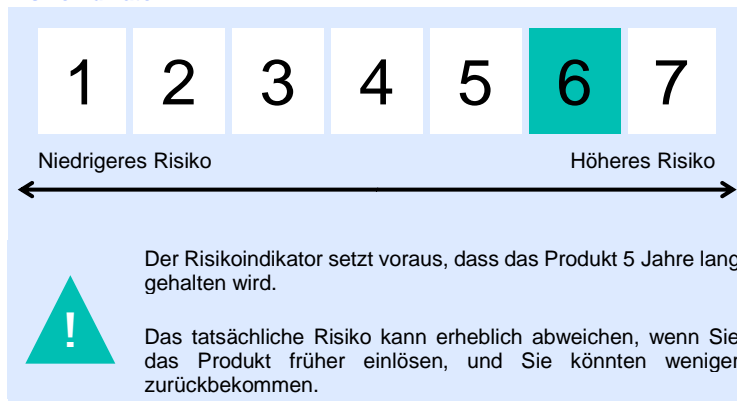 1 2 3 4 5 6 7
Niedrigeres Risiko Höheres Risiko
Der Risikoindikator setzt voraus, dass das Produkt 5 Jahre lang
gehalten wird.
!
Das tatsächliche Risiko kann erheblich abweichen, wenn Sie
das Produkt früher einlösen, und Sie könnten weniger
zurückbekommen.